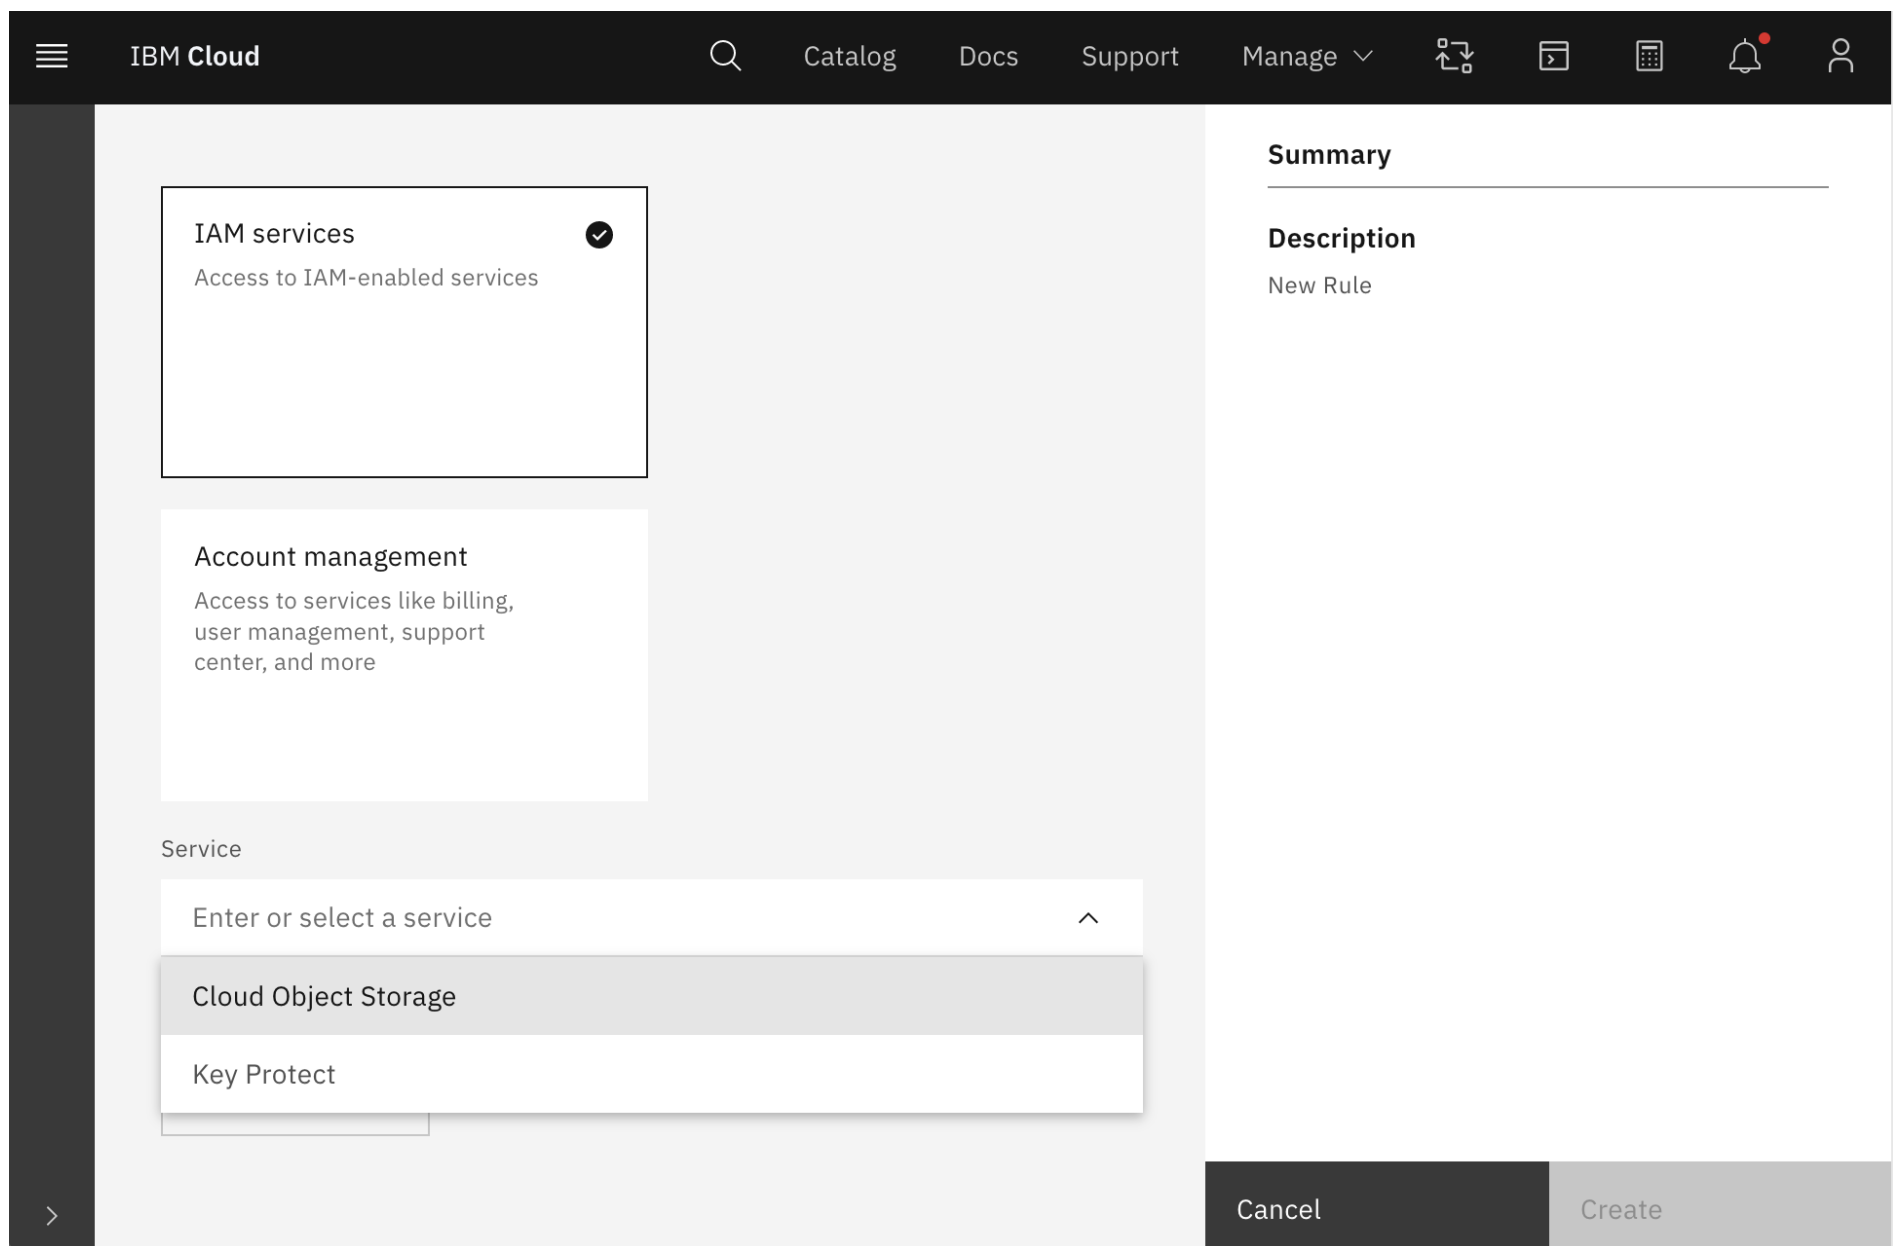 IBM Cloud
Catalog
Docs
Support
Manage
IAM services
Access to IAM-enabled services
Account management
Access to services like billing,
user management, support
center, and more
Service
Enter or select a service
Cloud Object Storage
Key Protect
Summary
Description
New Rule
Cancel
Create